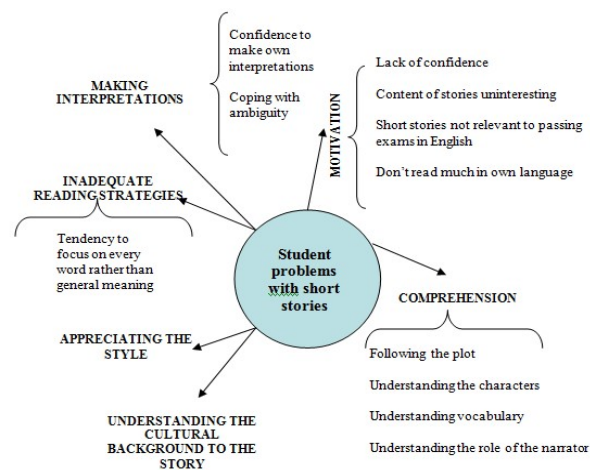 Confidence to
make own
interpretations
Coping with
ambiguity
MAKING
INTERPRETATIONS
MOTIVATION
Lack of confidence
Content of stories uninteresting
Short stories not relevant to passing
exams in English
Don't read much in own language
INADEQUATE
READING STRATEGIES
Tendency to
focus on every
word rather than
general meaning
Student
problems
with short
stories
COMPREHENSION
Following the plot
Understanding the characters
Understanding vocabulary
Understanding the role of the narrator
APPRECIATING THE
STYLE
UNDERSTANDING THE
CULTURAL
BACKGROUND TO THE
STORY